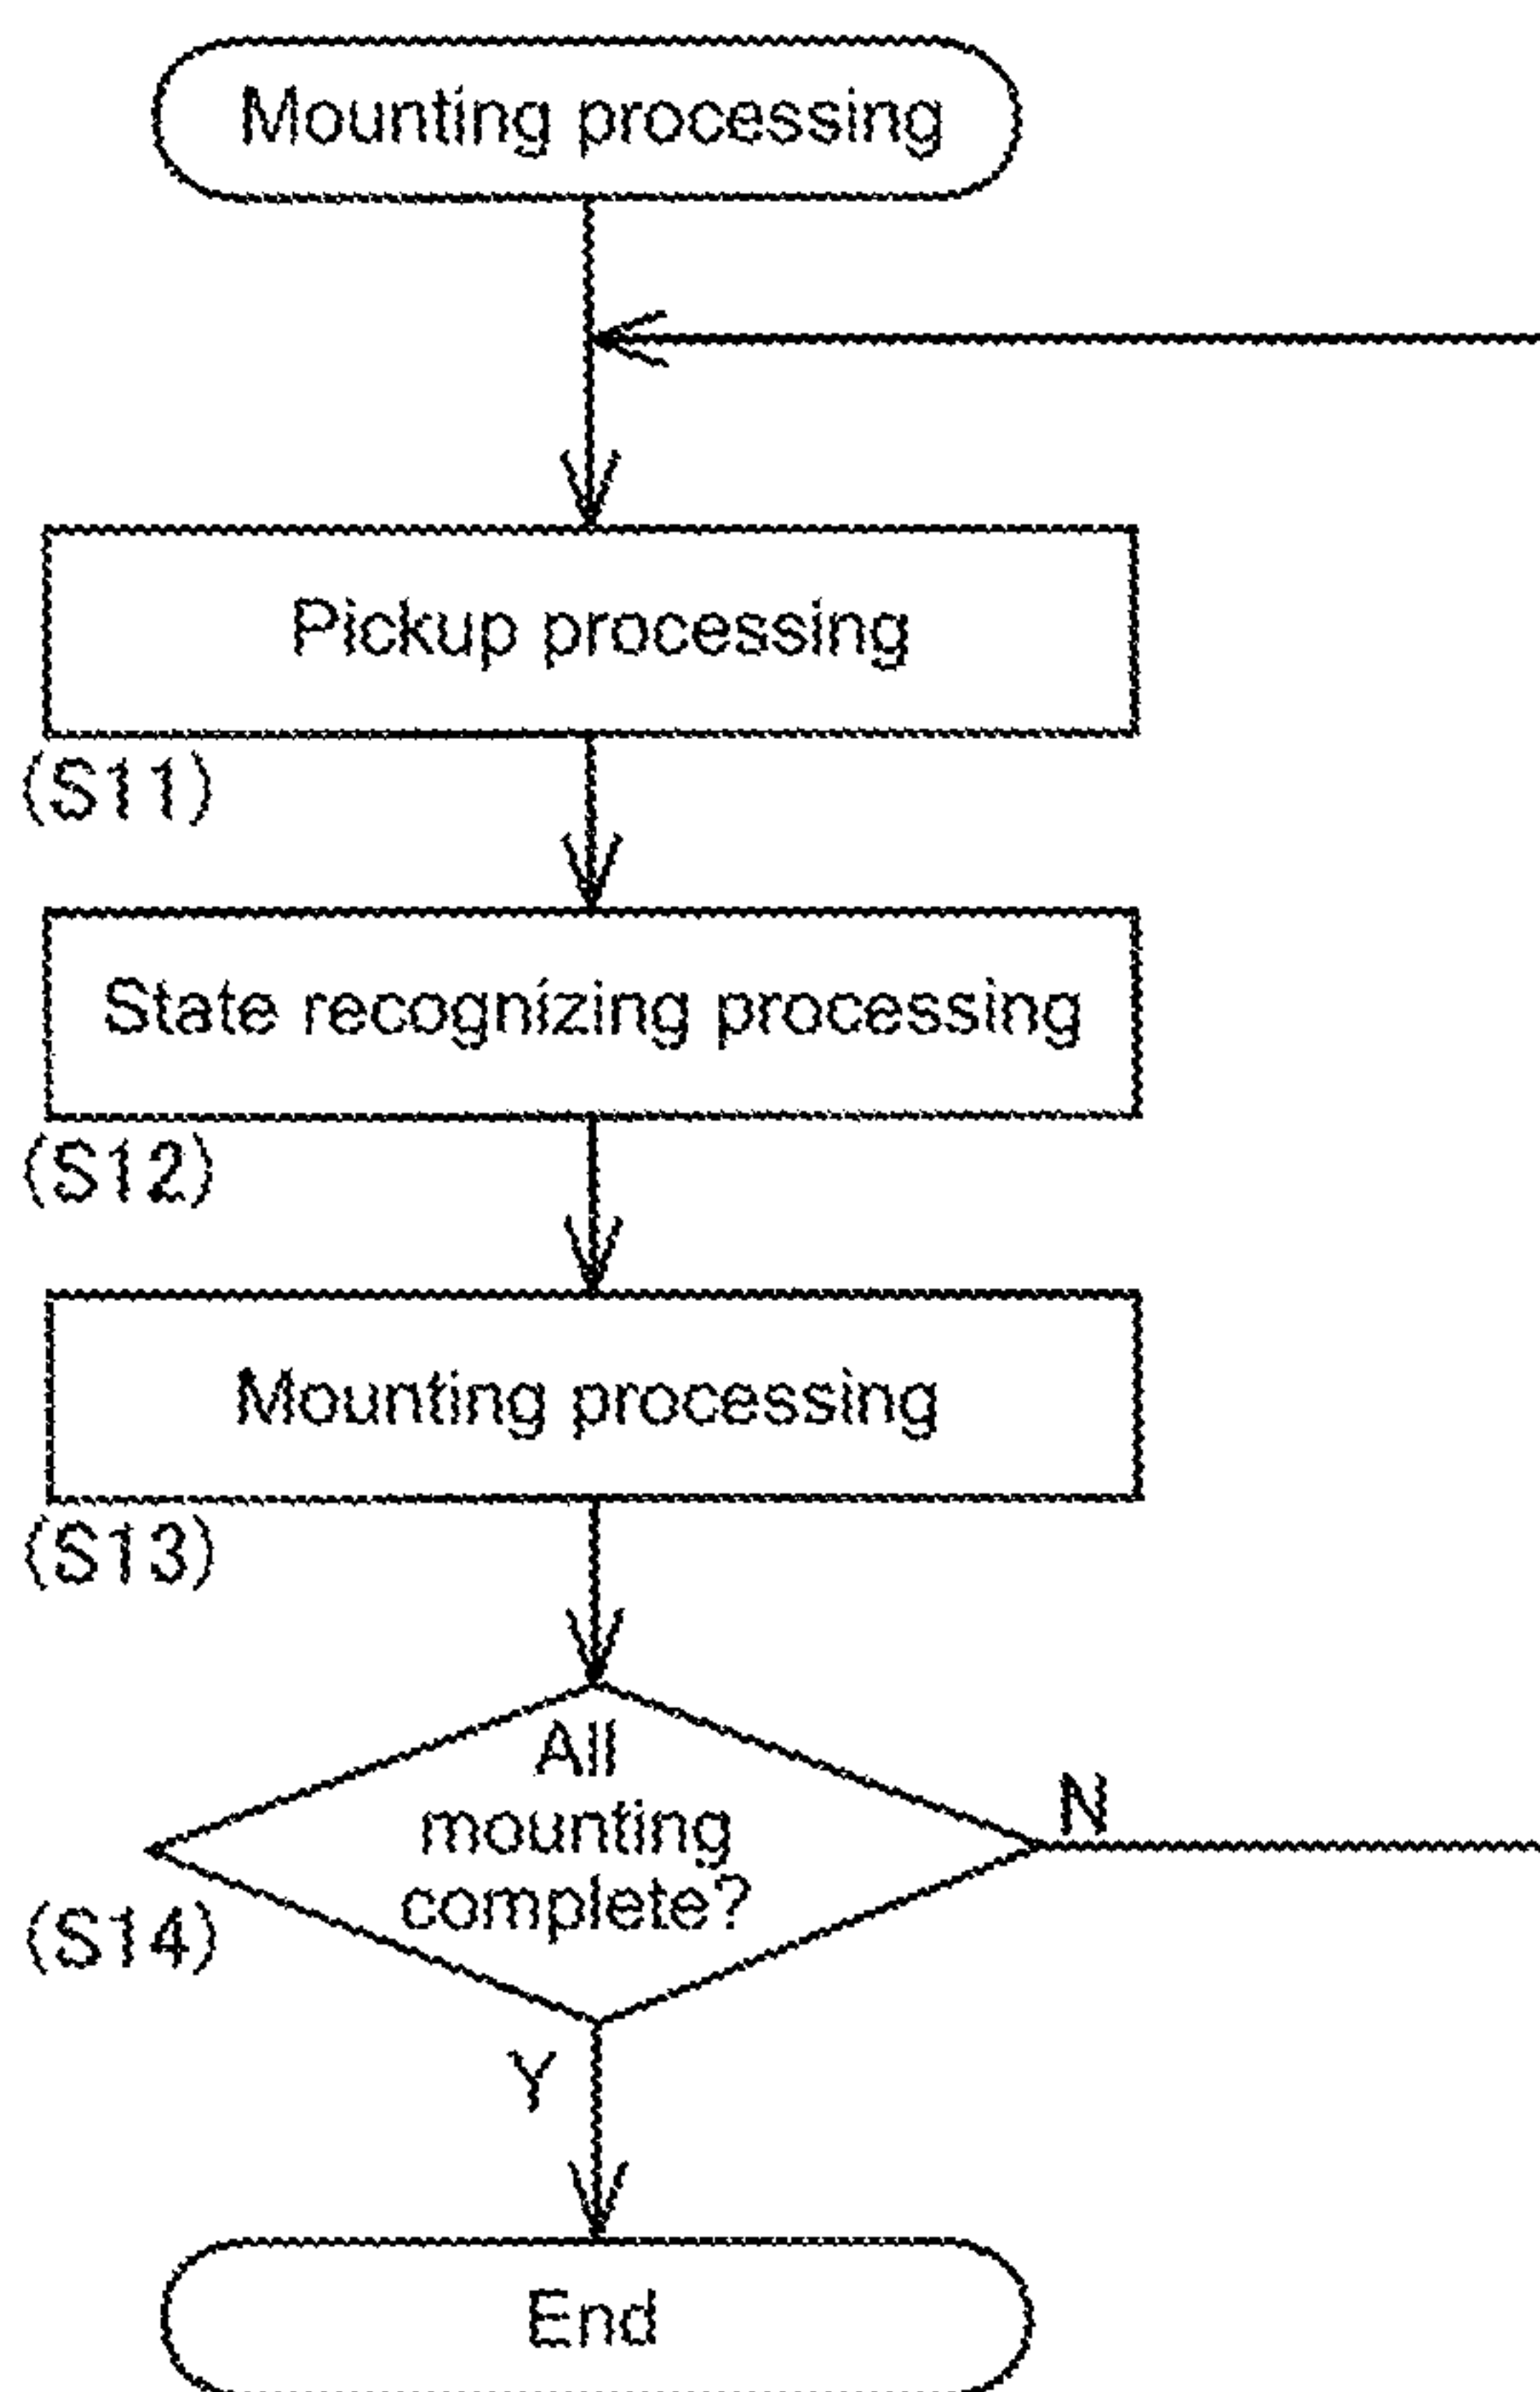 Mounting processing
Pickup processing
(S11)
State recognizing processing
(S12)
Mounting processing
(S13)
All
mounting
complete?
N
(S14)
Y
End